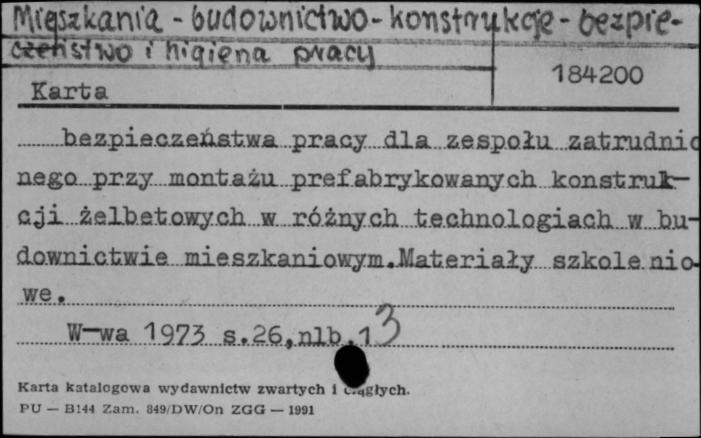 Mieszkania - budownictwo - konstrukcje - bezpie-
czeństwo i higiena pracy
184200
Karta
bezpieczeństwa pracy dla zespołu zatrudnio
nego przy montażu prefabrykowanych konstruk-
cji żelbetowych w różnych technologiach w bu-
downictwie mieszkaniowym.Materiały szkolenio-
we.
W-wa 1973 s.26,nlb.13
Karta katalogowa wydawnictw zwartych i ciągłych.
PU — B144 Zam. 849/DW/On ZGG — 1991